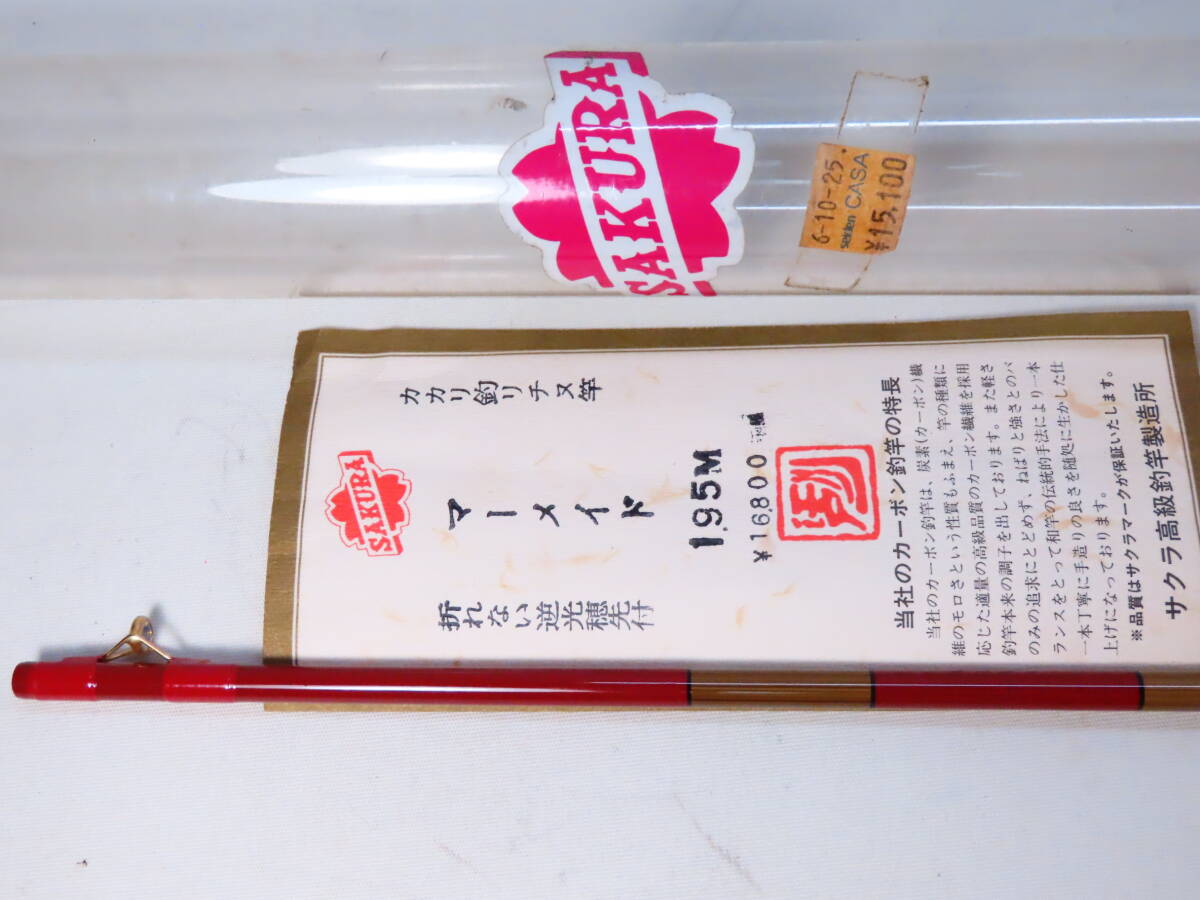 SAKURA
6-10-25.
seiden CASA
¥15,100
カカリ釣リチヌ竿
SAKURA
マーメイド
1.95M
¥16800
折れない逆光穂先付
当社のカーボン釣竿の特長
当社のカーボン釣竿は、炭素(カーボン)繊
維のモロさという性質もふまえ、竿の種類に
応じた適量の高級品質のカーボン繊維を採用
釣竿本来の調子を出しております。また軽さ
のみの追求にとどめず、ねばりと強さとのバ
ランスをとって和竿の伝統的手法により一本
一本丁寧に手造りの良さを随処に生かした仕
上げになっております。
※品質はサクラマークが保証いたします。
サクラ高級釣竿製造所